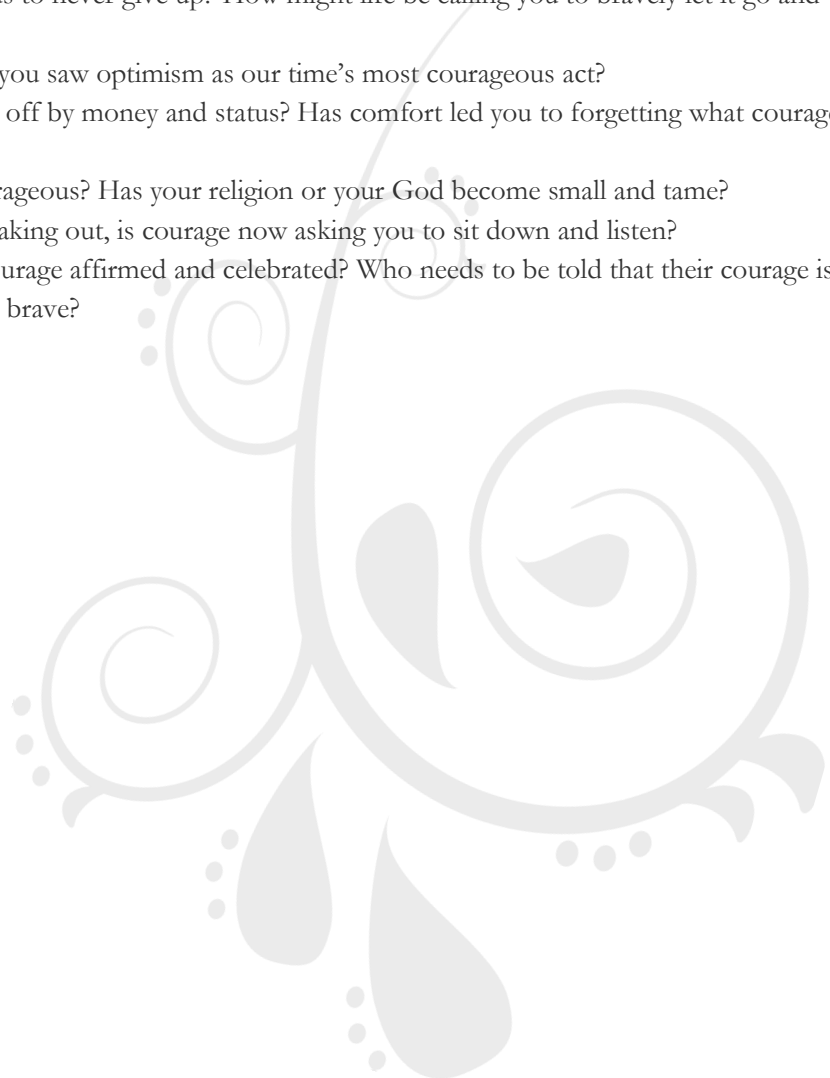 to never give up? How might life be calling you to bravely let it go and
you saw optimism as our time’s most courageous act?
off by money and status? Has comfort led you to forgetting what
Has your religion or your God become small and tame?
out, is courage now asking you to sit down and listen?
affirmed and celebrated? Who needs to be told that their courage is
brave?